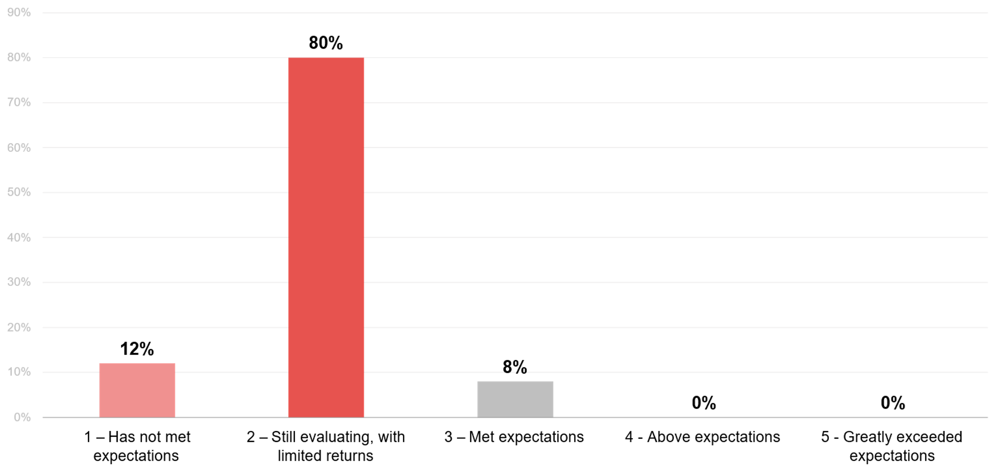 90%
80%
80%
70%
60%
50%
40%
30%
20%
12%
10%
8%
0%
0%
0%
1 – Has not met
expectations
2 – Still evaluating, with
limited returns
3 – Met expectations
4 - Above expectations
5 - Greatly exceeded
expectations